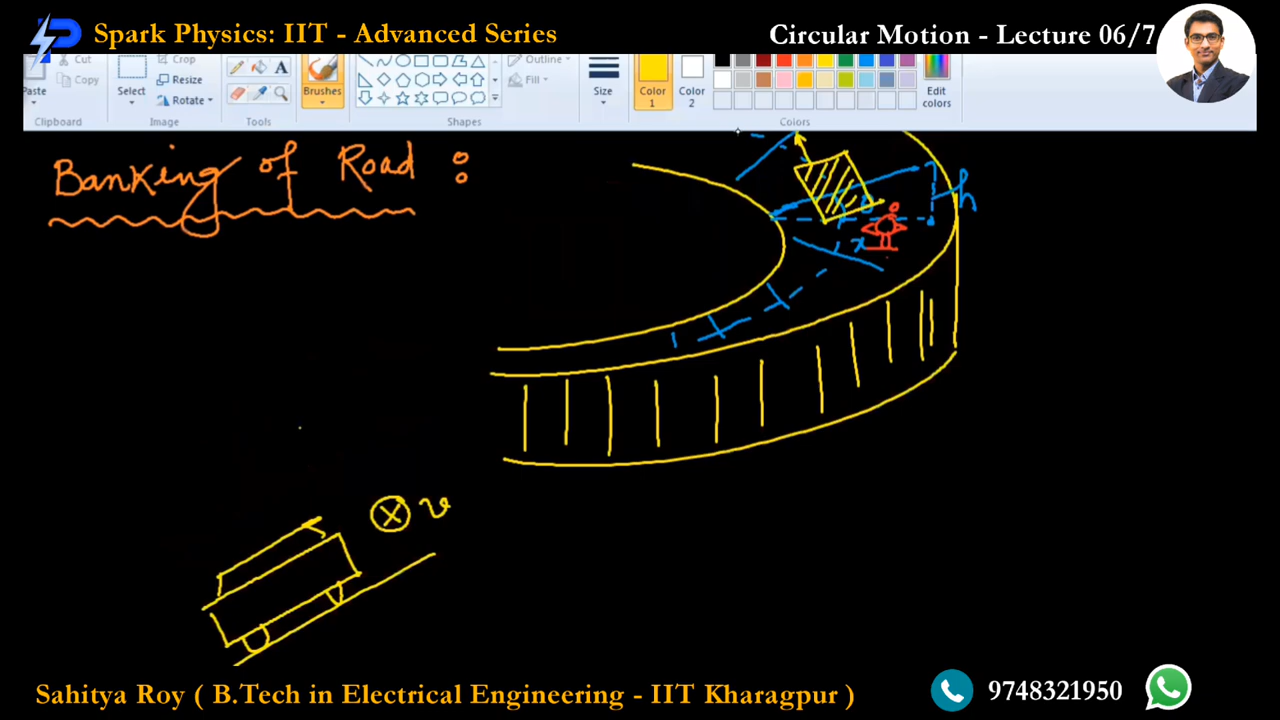 Spark Physics: IIT - Advanced Series
Circular Motion - Lecture 06/7
Cut
Copy
Paste
Clipboard
Select
Crop
Resize
Rotate
Image
A
Tools
Brushes
Shapes
Outline
Fill
Size
Color 1
Color 2
Colors
Edit colors
Banking of Road :
h
x
v
Sahitya Roy ( B.Tech in Electrical Engineering - IIT Kharagpur )
9748321950